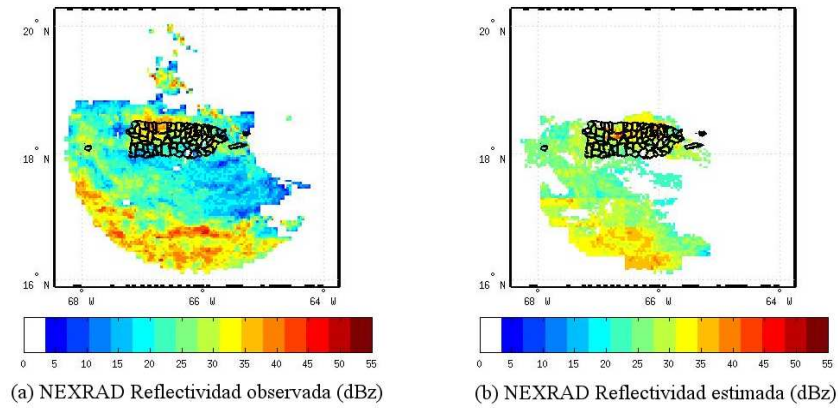 20° N
18° N
16° N
68° W
66° W
64° W
0 5 10 15 20 25 30 35 40 45 50 55
(a) NEXRAD Reflectividad observada (dBz)
20° N
18° N
16° N
68° W
66° W
64° W
0 5 10 15 20 25 30 35 40 45 50 55
(b) NEXRAD Reflectividad estimada (dBz)